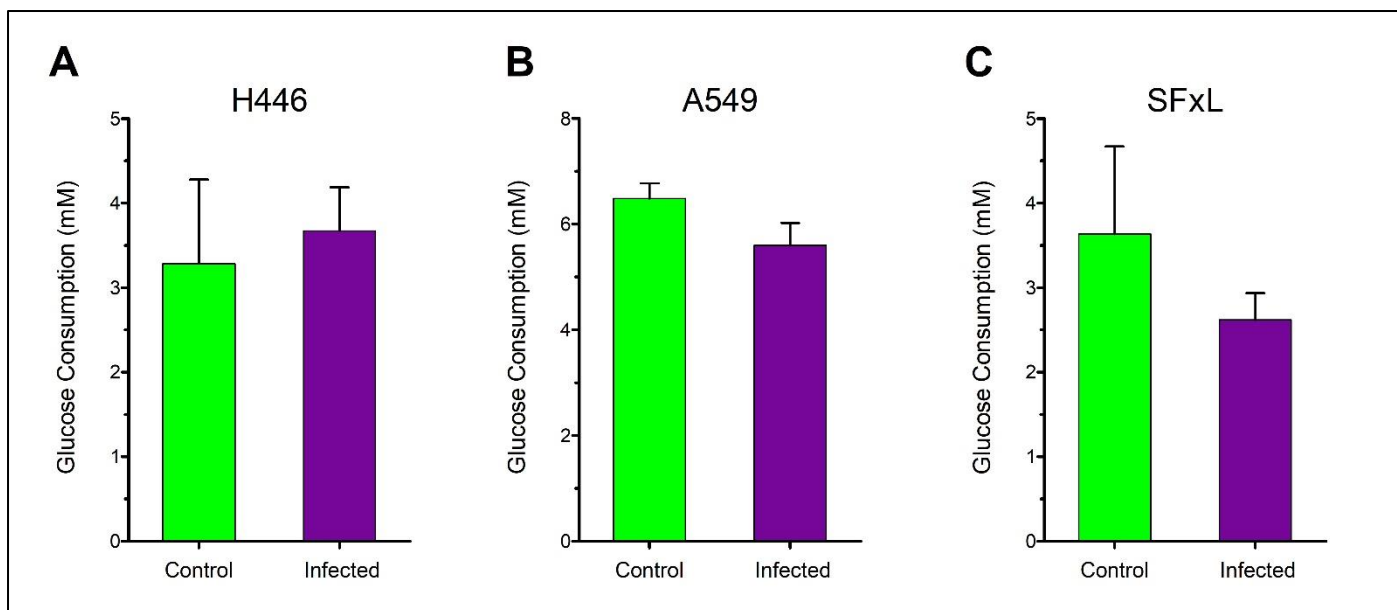 A
H446
Glucose Consumption (mM)
5
4
3
2
1
0
Control Infected
B
A549
Glucose Consumption (mM)
8
6
4
2
0
Control Infected
C
SFxL
Glucose Consumption (mM)
5
4
3
2
1
0
Control Infected